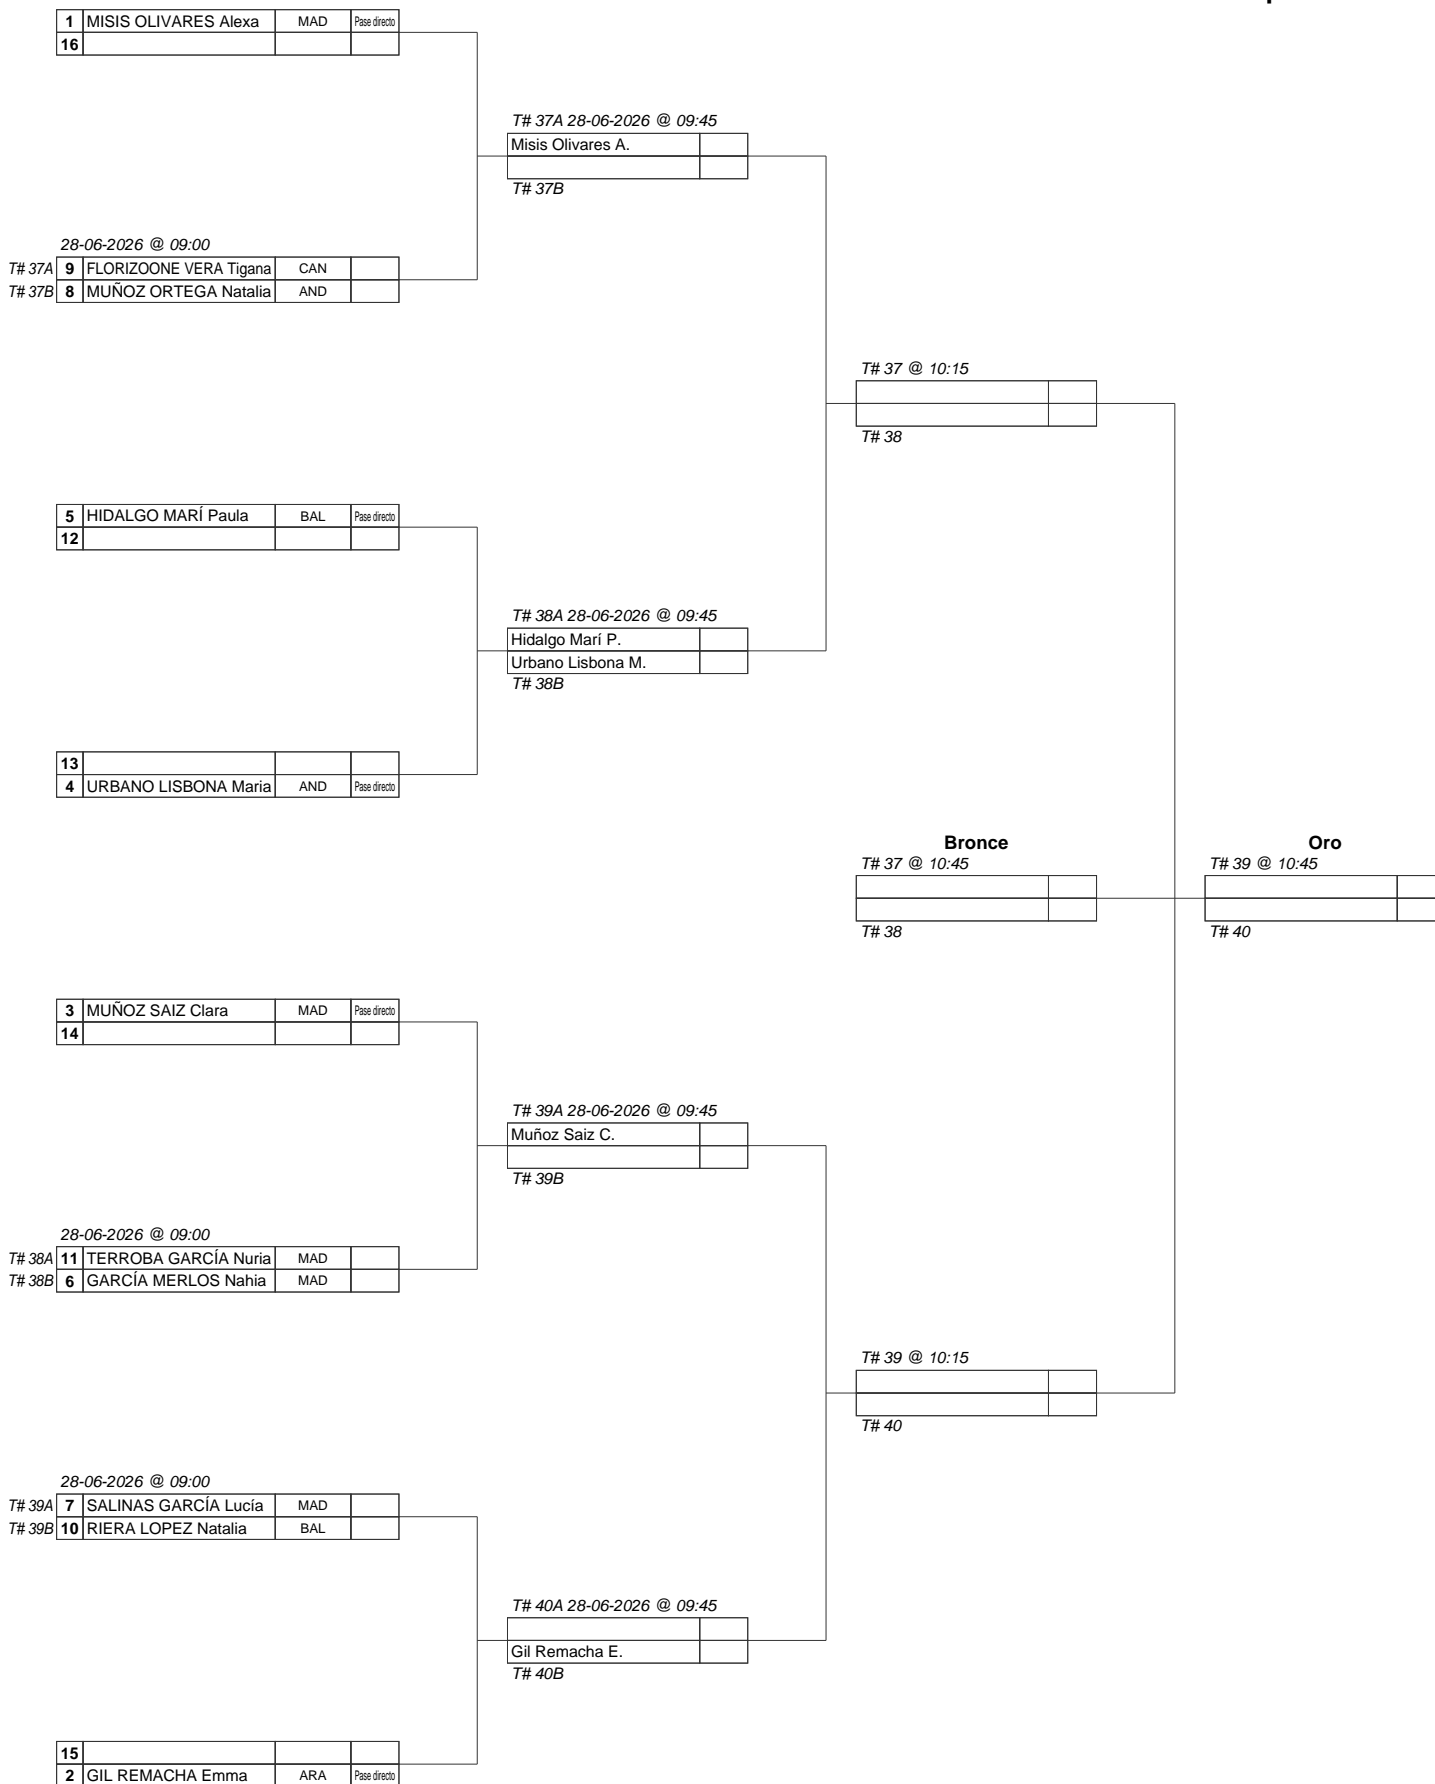 1 MISIS OLIVARES Alexa MAD Pase directo
16
T# 37A 28-06-2026 @ 09:45
Misis Olivares A.
T# 37B
28-06-2026 @ 09:00
T# 37A 9 FLORIZOONE VERA Tigana CAN
T# 37B 8 MUÑOZ ORTEGA Natalia AND
T# 37 @ 10:15
T# 38
5 HIDALGO MARÍ Paula BAL Pase directo
12
T# 38A 28-06-2026 @ 09:45
Hidalgo Marí P.
Urbano Lisbona M.
T# 38B
13
4 URBANO LISBONA Maria AND Pase directo
Bronce
T# 37 @ 10:45
T# 38
Oro
T# 39 @ 10:45
T# 40
3 MUÑOZ SAIZ Clara MAD Pase directo
14
T# 39A 28-06-2026 @ 09:45
Muñoz Saiz C.
T# 39B
28-06-2026 @ 09:00
T# 38A 11 TERROBA GARCÍA Nuria MAD
T# 38B 6 GARCÍA MERLOS Nahia MAD
T# 39 @ 10:15
T# 40
28-06-2026 @ 09:00
T# 39A 7 SALINAS GARCÍA Lucía MAD
T# 39B 10 RIERA LOPEZ Natalia BAL
T# 40A 28-06-2026 @ 09:45
Gil Remacha E.
T# 40B
15
2 GIL REMACHA Emma ARA Pase directo